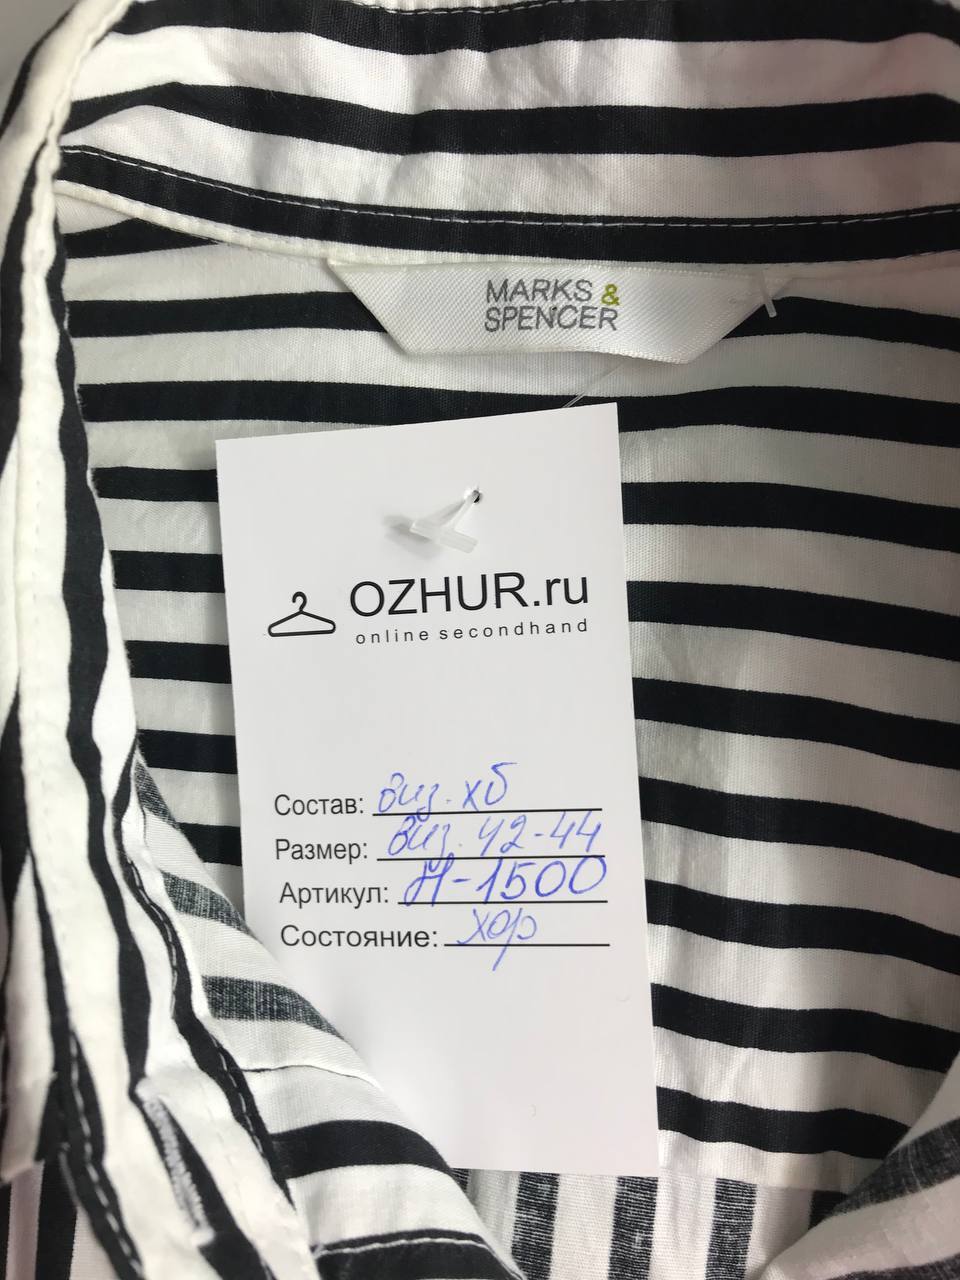 MARKS &
SPENCER
OZHUR.ru
online secondhand
Состав: виз. хб
Размер: виз. 42-44
Артикул: Н-1500
Состояние: хор